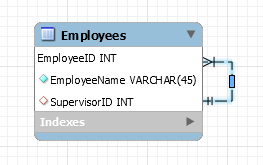 Employees
EmployeeID INT
EmployeeName VARCHAR(45)
SupervisorID INT
Indexes